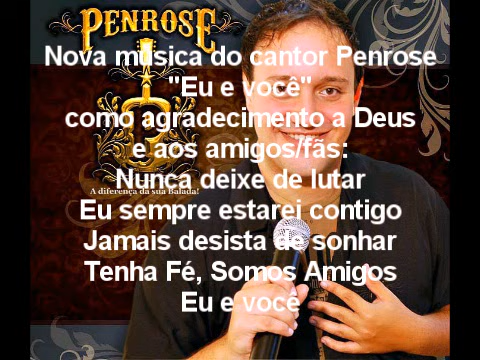 PENROSE
Nova música do cantor Penrose
"Eu e você"
como agradecimento a Deus
e aos amigos/fãs:
Nunca deixe de lutar
A diferença da sua Balada!
Eu sempre estarei contigo
Jamais desista de sonhar
Tenha Fé, Somos Amigos
Eu e você